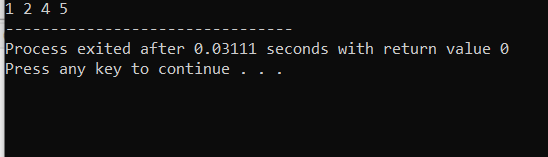 1 2 4 5
--------------------------------
Process exited after 0.03111 seconds with return value 0
Press any key to continue . . .